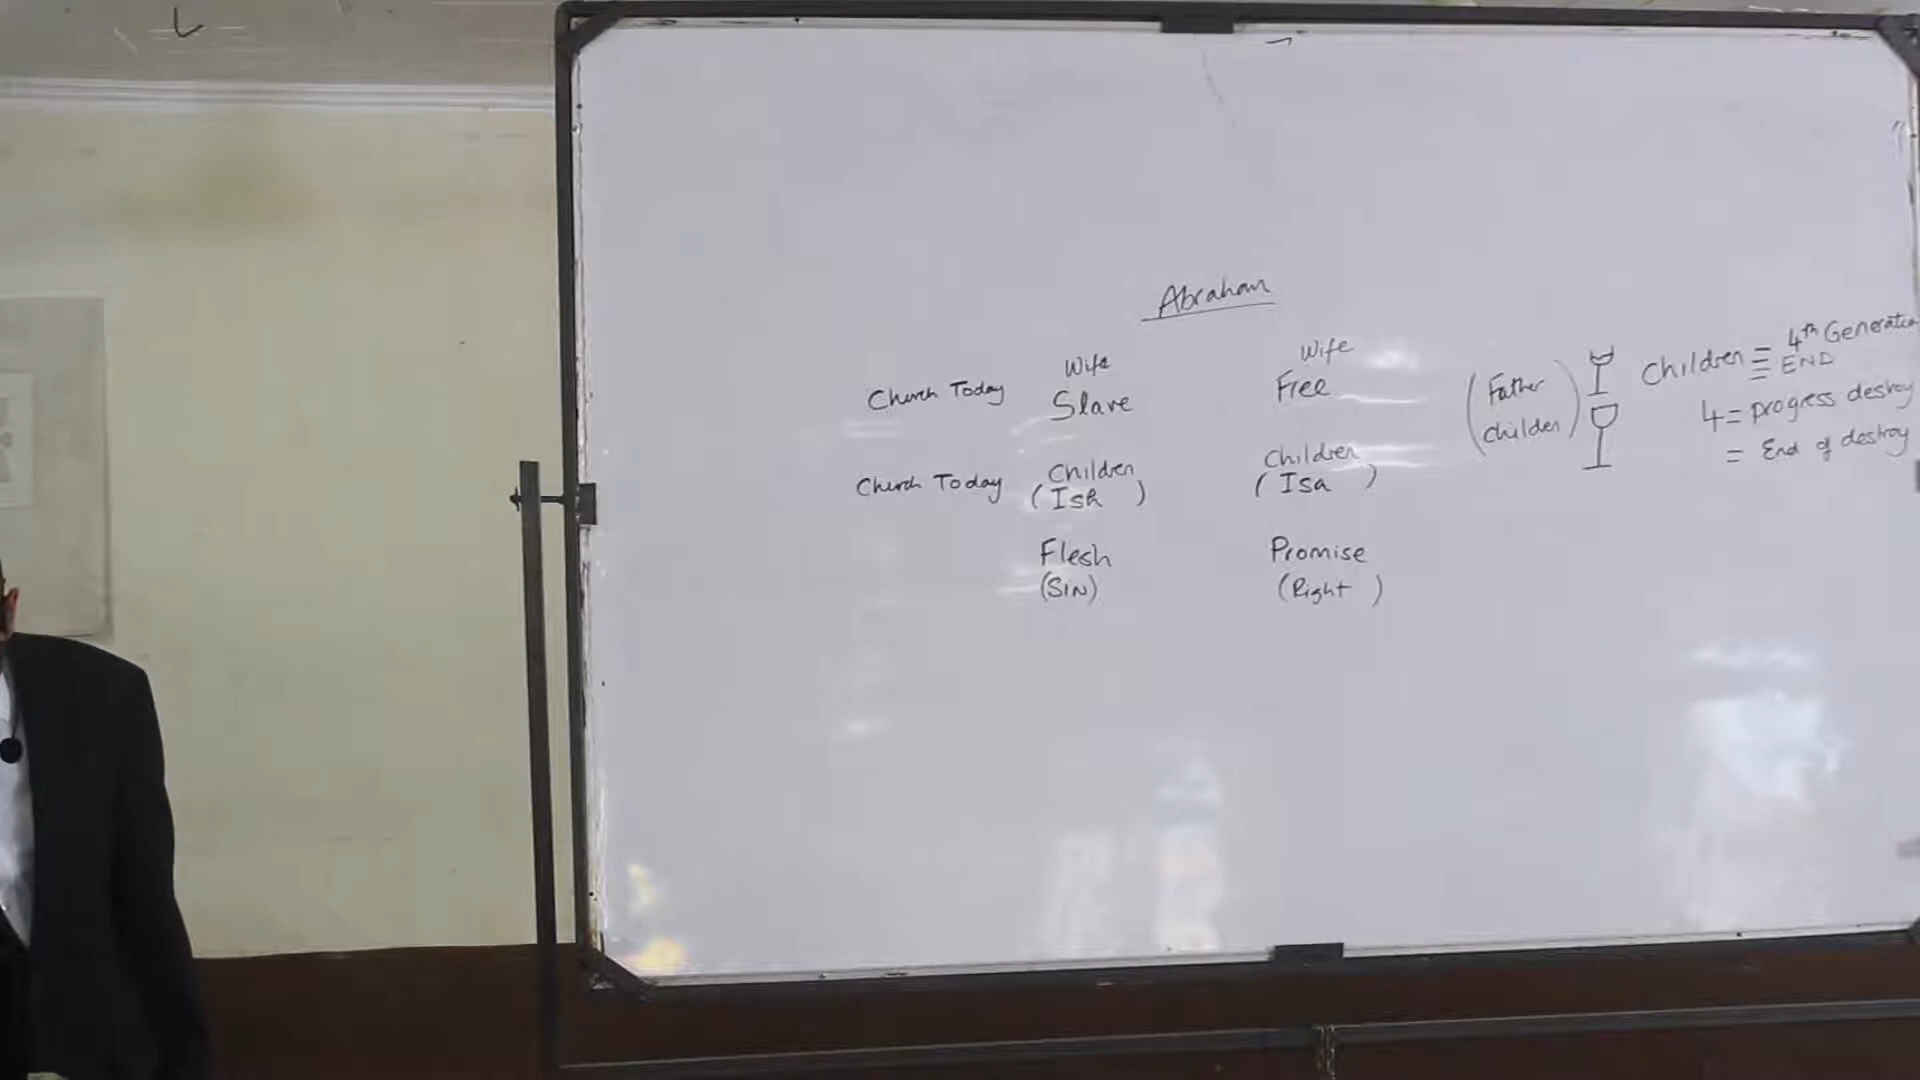 Abraham
Wife Wife
Church Today Slave Free
Church Today Children Children
(Ish ) (Isa )
Flesh Promise
(SIN) (Right )
(Father
childen)
Children = 4th Generation
= END
4 = progress destroy
= End of destroy